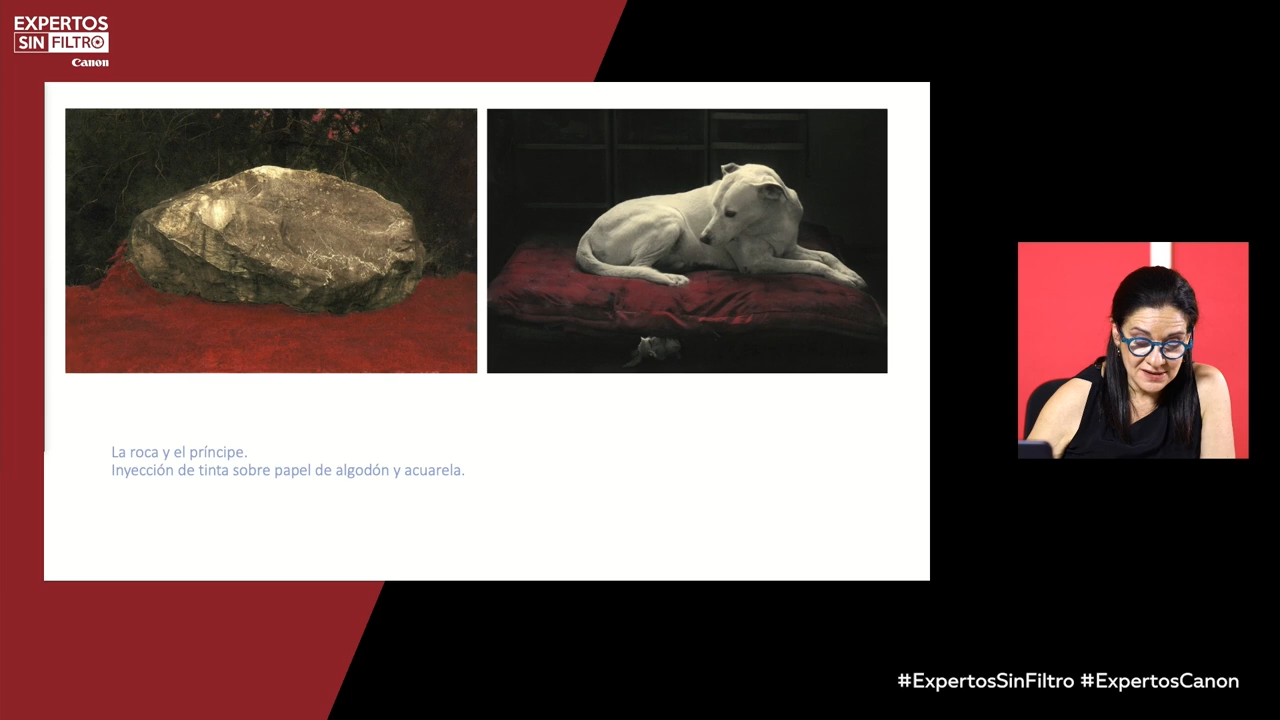 EXPERTOS
SIN FILTRO
Canon
La roca y el príncipe.
Inyección de tinta sobre papel de algodón y acuarela.
#ExpertosSinFiltro #ExpertosCanon